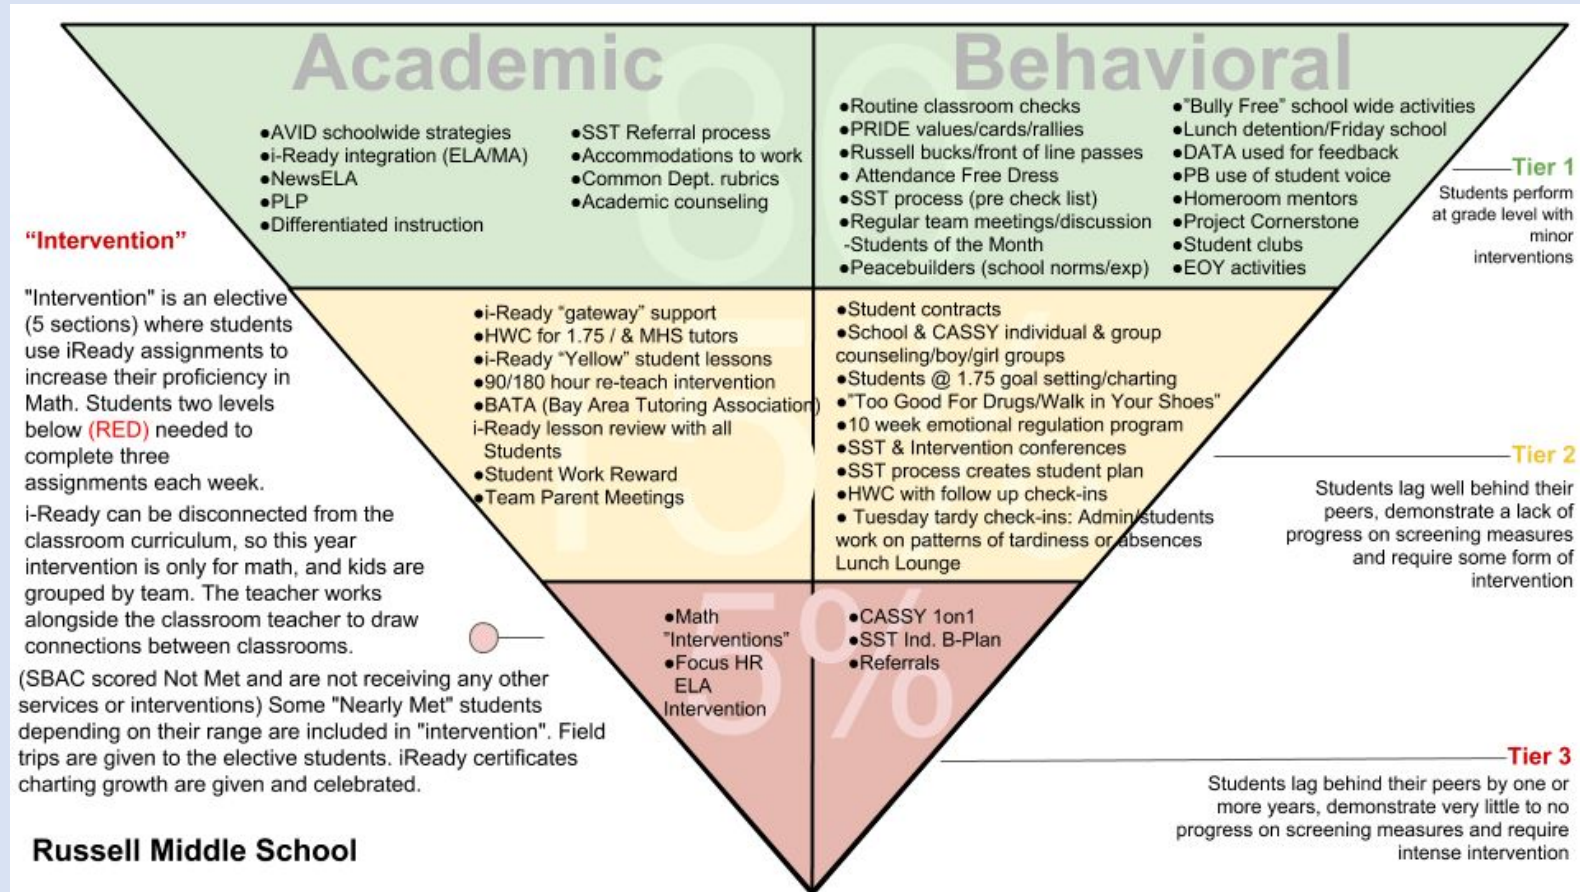 Academic
Behavioral
80
●AVID schoolwide strategies
●i-Ready integration (ELA/MA)
●NewsELA
●PLP
●Differentiated instruction
●SST Referral process
●Accommodations to work
●Common Dept. rubrics
●Academic counseling
●Routine classroom checks
●PRIDE values/cards/rallies
●Russell bucks/front of line passes
● Attendance Free Dress
●SST process (pre check list)
●Regular team meetings/discussion
-Students of the Month
●Peacebuilders (school norms/exp)
●"Bully Free" school wide activities
●Lunch detention/Friday school
●DATA used for feedback
●PB use of student voice
●Homeroom mentors
●Project Cornerstone
●Student clubs
●EOY activities
Tier 1
Students perform
at grade level with
minor
interventions
“Intervention”
"Intervention" is an elective
(5 sections) where students
use iReady assignments to
increase their proficiency in
Math. Students two levels
below (RED) needed to
complete three
assignments each week.
i-Ready can be disconnected from the
classroom curriculum, so this year
intervention is only for math, and kids are
grouped by team. The teacher works
alongside the classroom teacher to draw
connections between classrooms.
(SBAC scored Not Met and are not receiving any other
services or interventions) Some "Nearly Met" students
depending on their range are included in "intervention". Field
trips are given to the elective students. iReady certificates
charting growth are given and celebrated.
15%
●i-Ready “gateway” support
●HWC for 1.75 / & MHS tutors
●i-Ready “Yellow” student lessons
●90/180 hour re-teach intervention
●BATA (Bay Area Tutoring Association)
i-Ready lesson review with all
Students
●Student Work Reward
●Team Parent Meetings
●Student contracts
●School & CASSY individual & group
counseling/boy/girl groups
●Students @ 1.75 goal setting/charting
●"Too Good For Drugs/Walk in Your Shoes"
●10 week emotional regulation program
●SST & Intervention conferences
●SST process creates student plan
●HWC with follow up check-ins
● Tuesday tardy check-ins: Admin/students
work on patterns of tardiness or absences
Lunch Lounge
Tier 2
Students lag well behind their
peers, demonstrate a lack of
progress on screening measures
and require some form of
intervention
5%
●Math
"Interventions"
●Focus HR
ELA
Intervention
●CASSY 1on1
●SST Ind. B-Plan
●Referrals
Tier 3
Students lag behind their peers by one or
more years, demonstrate very little to no
progress on screening measures and require
intense intervention
Russell Middle School